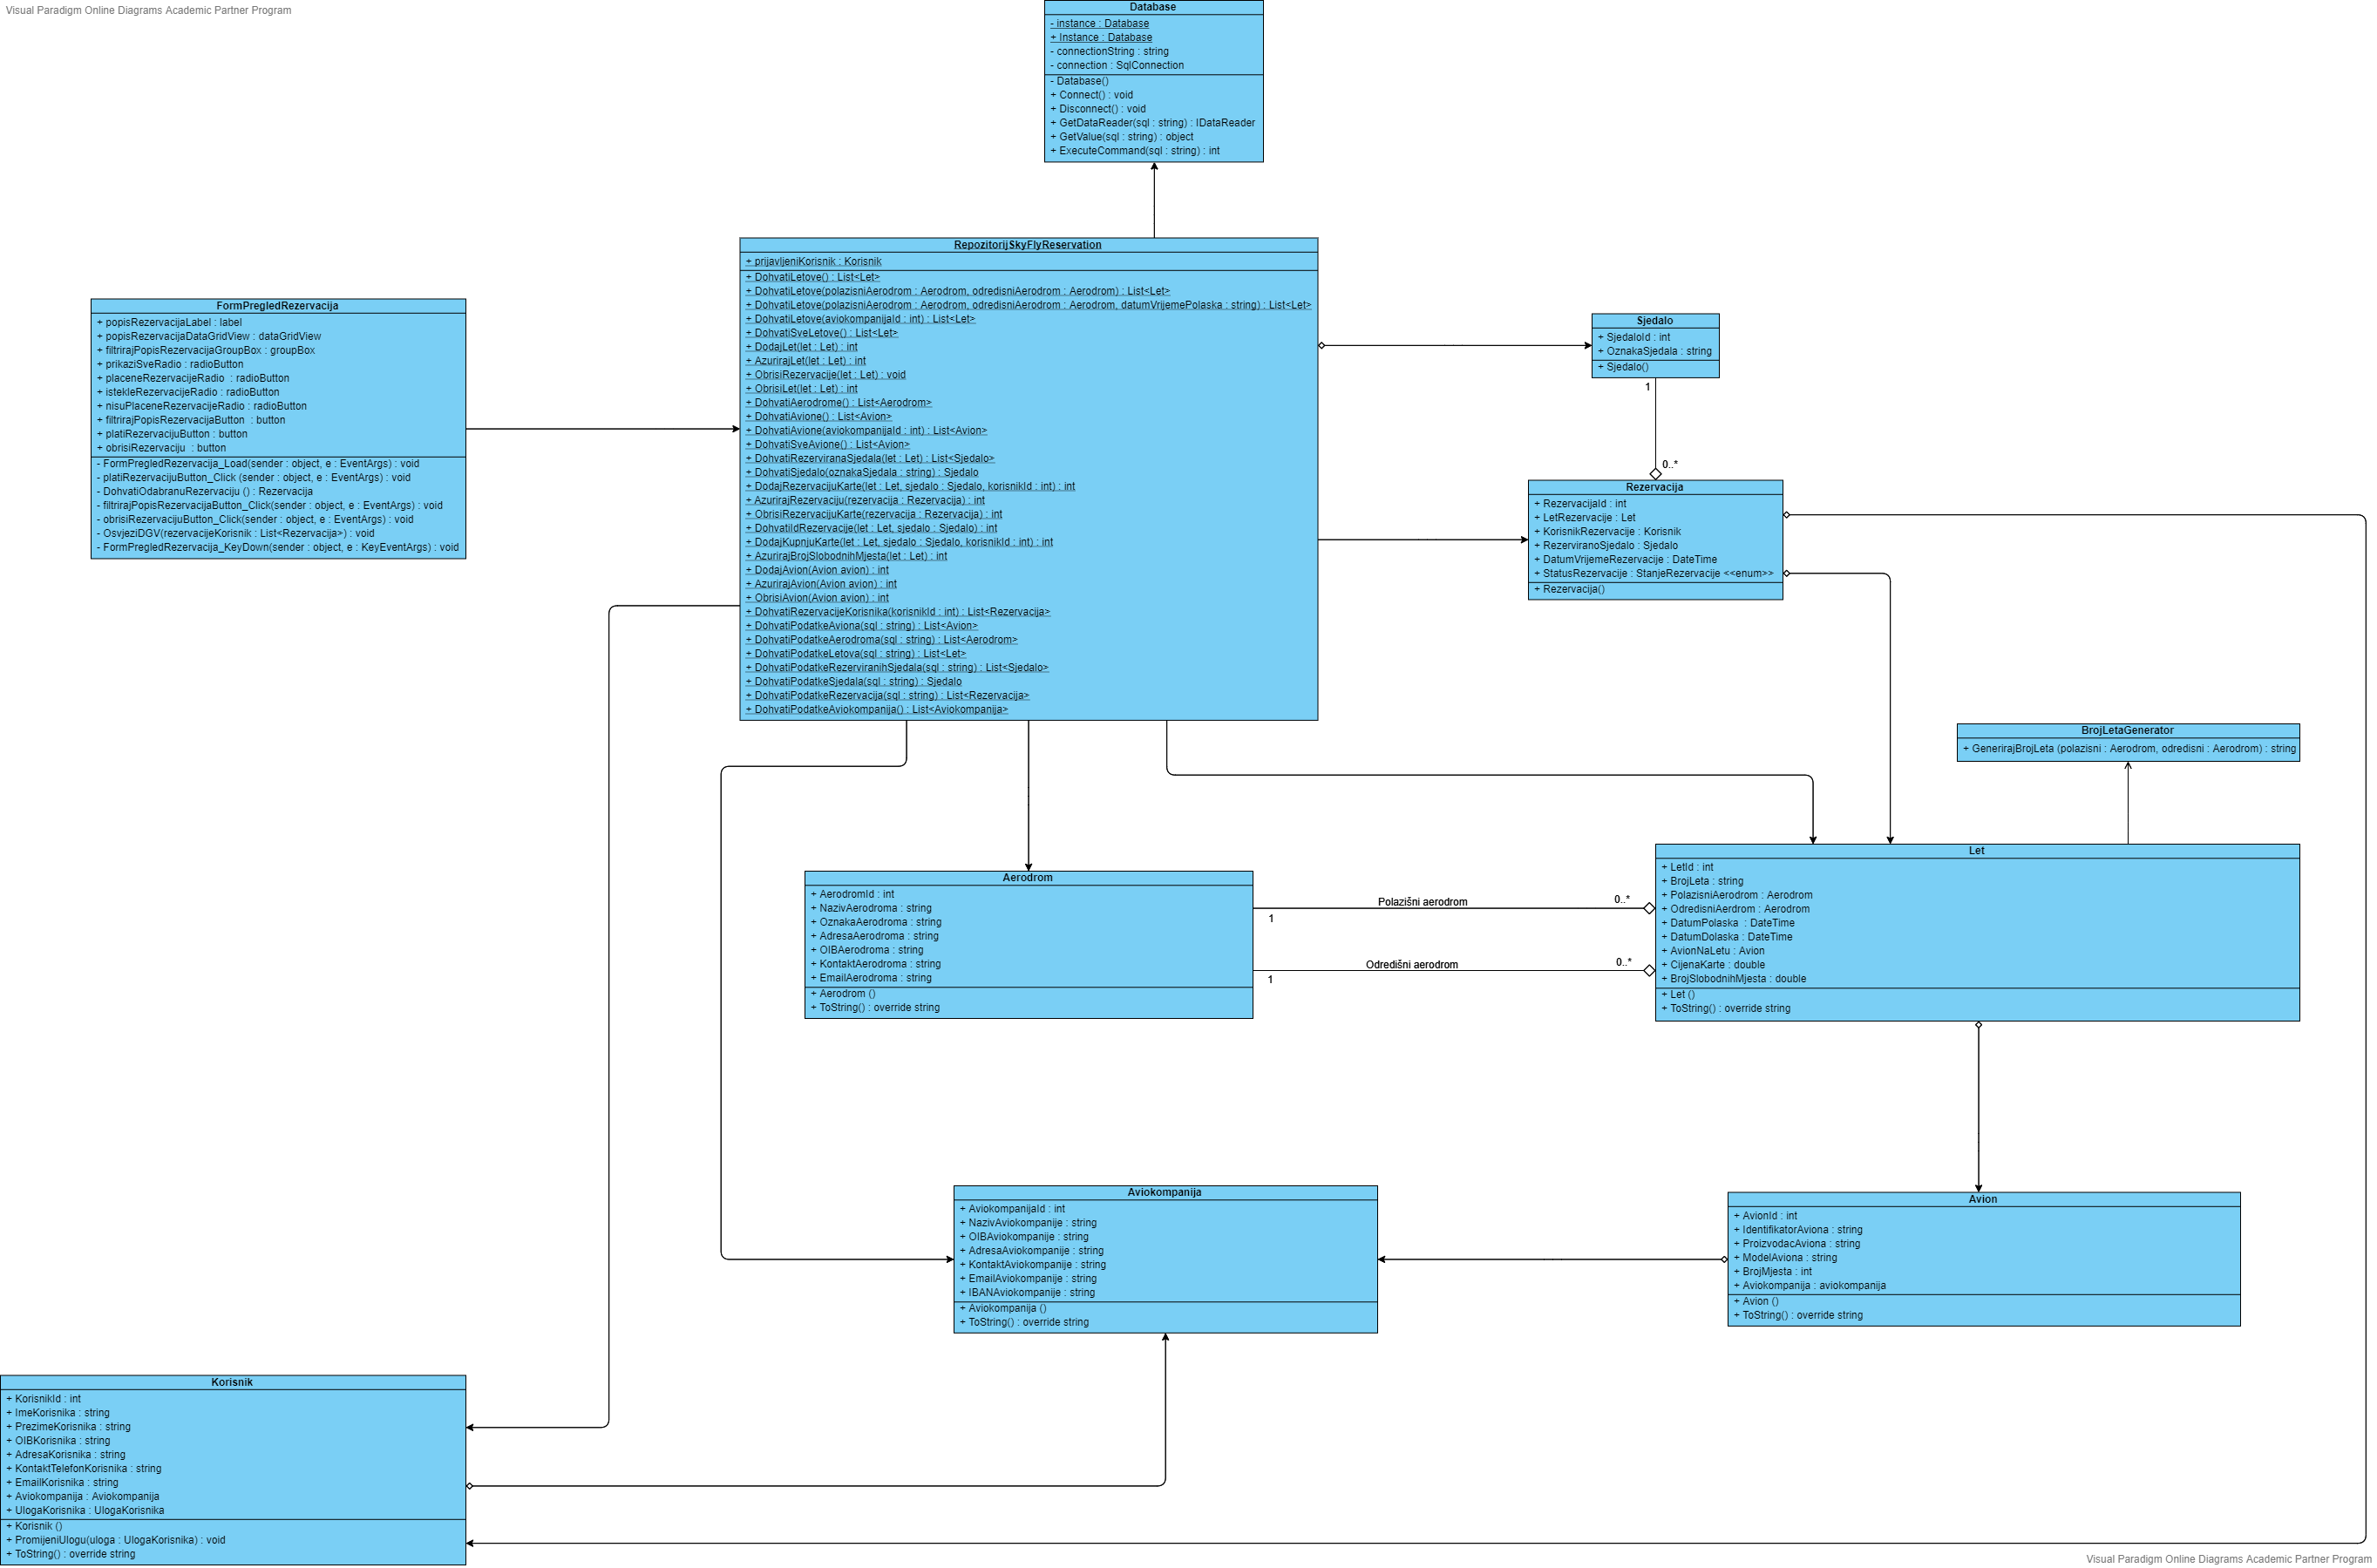 Visual Paradigm Online Diagrams Academic Partner Program
Database
- instance : Database
+ Instance : Database
- connectionString : string
- connection : SqlConnection
- Database()
+ Connect() : void
+ Disconnect() : void
+ GetDataReader(sql : string) : IDataReader
+ GetValue(sql : string) : object
+ ExecuteCommand(sql : string) : int
RepozitorijSkyFlyReservation
+ prijavljeniKorisnik : Korisnik
+ DohvatiLetove() : List<Let>
+ DohvatiLetove(polazisniAerodrom : Aerodrom, odredisniAerodrom : Aerodrom) : List<Let>
+ DohvatiLetove(polazisniAerodrom : Aerodrom, odredisniAerodrom : Aerodrom, datumVrijemePolaska : string) : List<Let>
+ DohvatiLetove(aviokompanijaId : int) : List<Let>
+ DohvatiSveLetove() : List<Let>
+ DodajLet(let : Let) : int
+ AzurirajLet(let : Let) : int
+ ObrisiRezervacije(let : Let) : void
+ ObrisiLet(let : Let) : int
+ DohvatiAerodrome() : List<Aerodrom>
+ DohvatiAvione() : List<Avion>
+ DohvatiAvione(aviokompanijaId : int) : List<Avion>
+ DohvatiSveAvione() : List<Avion>
+ DohvatiRezerviranaSjedala(let : Let) : List<Sjedalo>
+ DohvatiSjedalo(oznakaSjedala : string) : Sjedalo
+ DodajRezervacijuKarte(let : Let, sjedalo : Sjedalo, korisnikId : int) : int
+ AzurirajRezervaciju(rezervacija : Rezervacija) : int
+ ObrisiRezervacijuKarte(rezervacija : Rezervacija) : int
+ DohvatiIdRezervacije(let : Let, sjedalo : Sjedalo) : int
+ DodajKupnjuKarte(let : Let, sjedalo : Sjedalo, korisnikId : int) : int
+ AzurirajBrojSlobodnihMjesta(let : Let) : int
+ DodajAvion(Avion avion) : int
+ AzurirajAvion(Avion avion) : int
+ ObrisiAvion(Avion avion) : int
+ DohvatiRezervacijeKorisnika(korisnikId : int) : List<Rezervacija>
+ DohvatiPodatkeAviona(sql : string) : List<Avion>
+ DohvatiPodatkeAerodroma(sql : string) : List<Aerodrom>
+ DohvatiPodatkeLetova(sql : string) : List<Let>
+ DohvatiPodatkeRezerviranihSjedala(sql : string) : List<Sjedalo>
+ DohvatiPodatkeSjedala(sql : string) : Sjedalo
+ DohvatiPodatkeRezervacija(sql : string) : List<Rezervacija>
+ DohvatiPodatkeAviokompanija() : List<Aviokompanija>
FormPregledRezervacija
+ popisRezervacijaLabel : label
+ popisRezervacijaDataGridView : dataGridView
+ filtrirajPopisRezervacijaGroupBox : groupBox
+ prikaziSveRadio : radioButton
+ placeneRezervacijeRadio : radioButton
+ istekleRezervacijeRadio : radioButton
+ nisuPlaceneRezervacijeRadio : radioButton
+ filtrirajPopisRezervacijaButton : button
+ platiRezervacijuButton : button
+ obrisiRezervaciju : button
- FormPregledRezervacija_Load(sender : object, e : EventArgs) : void
- platiRezervacijuButton_Click (sender : object, e : EventArgs) : void
- DohvatiOdabranuRezervaciju () : Rezervacija
- filtrirajPopisRezervacijaButton_Click(sender : object, e : EventArgs) : void
- obrisiRezervacijuButton_Click(sender : object, e : EventArgs) : void
- OsvjeziDGV(rezervacijeKorisnik : List<Rezervacija>) : void
- FormPregledRezervacija_KeyDown(sender : object, e : KeyEventArgs) : void
Sjedalo
+ SjedaloId : int
+ OznakaSjedala : string
+ Sjedalo()
1
0..*
Rezervacija
+ RezervacijaId : int
+ LetRezervacije : Let
+ KorisnikRezervacije : Korisnik
+ RezerviranoSjedalo : Sjedalo
+ DatumVrijemeRezervacije : DateTime
+ StatusRezervacije : StanjeRezervacije <<enum>>
+ Rezervacija()
BrojLetaGenerator
+ GenerirajBrojLeta (polazisni : Aerodrom, odredisni : Aerodrom) : string
Aerodrom
+ AerodromId : int
+ NazivAerodroma : string
+ OznakaAerodroma : string
+ AdresaAerodroma : string
+ OIBAerodroma : string
+ KontaktAerodroma : string
+ EmailAerodroma : string
+ Aerodrom ()
+ ToString() : override string
Polazišni aerodrom
0..*
1
Odredišni aerodrom
0..*
1
Let
+ LetId : int
+ BrojLeta : string
+ PolazisniAerodrom : Aerodrom
+ OdredisniAerdrom : Aerodrom
+ DatumPolaska : DateTime
+ DatumDolaska : DateTime
+ AvionNaLetu : Avion
+ CijenaKarte : double
+ BrojSlobodnihMjesta : double
+ Let ()
+ ToString() : override string
Aviokompanija
+ AviokompanijaId : int
+ NazivAviokompanije : string
+ OIBAviokompanije : string
+ AdresaAviokompanije : string
+ KontaktAviokompanije : string
+ EmailAviokompanije : string
+ IBANAviokompanije : string
+ Aviokompanija ()
+ ToString() : override string
Avion
+ AvionId : int
+ IdentifikatorAviona : string
+ ProizvodacAviona : string
+ ModelAviona : string
+ BrojMjesta : int
+ Aviokompanija : aviokompanija
+ Avion ()
+ ToString() : override string
Korisnik
+ KorisnikId : int
+ ImeKorisnika : string
+ PrezimeKorisnika : string
+ OIBKorisnika : string
+ AdresaKorisnika : string
+ KontaktTelefonKorisnika : string
+ EmailKorisnika : string
+ Aviokompanija : Aviokompanija
+ UlogaKorisnika : UlogaKorisnika
+ Korisnik ()
+ PromijeniUlogu(uloga : UlogaKorisnika) : void
+ ToString() : override string
Visual Paradigm Online Diagrams Academic Partner Program